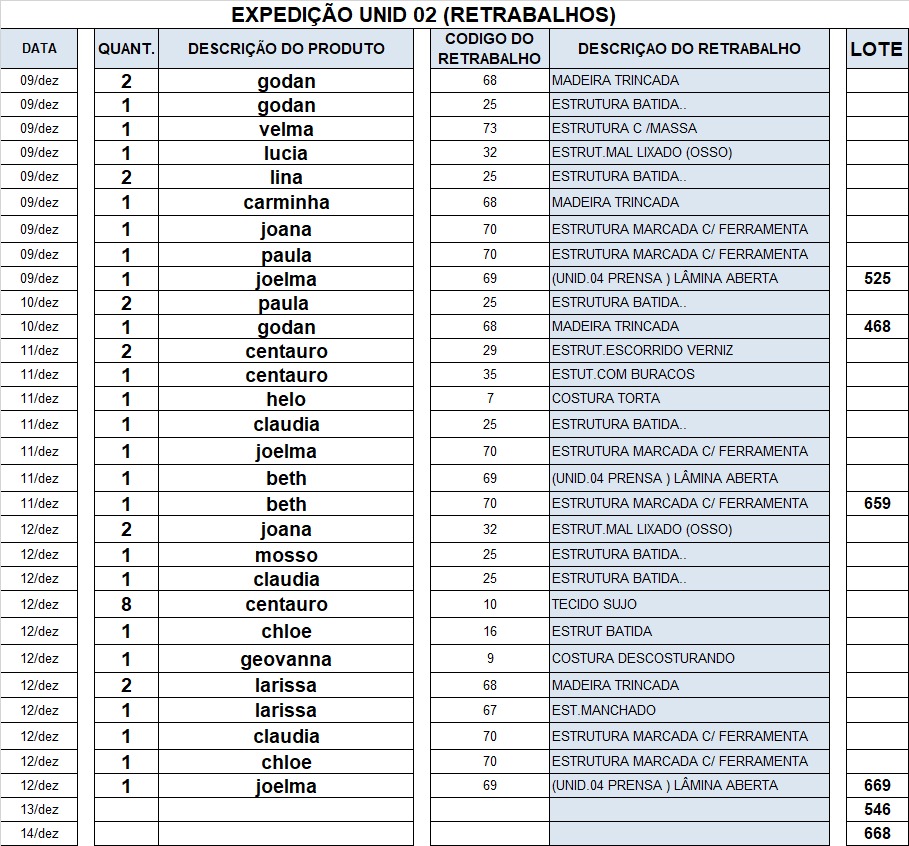 EXPEDIÇÃO UNID 02 (RETRABALHOS)
DATA QUANT. DESCRIÇÃO DO PRODUTO CODIGO DO RETRABALHO DESCRIÇAO DO RETRABALHO LOTE
09/dez 2 godan 68 MADEIRA TRINCADA
09/dez 1 godan 25 ESTRUTURA BATIDA..
09/dez 1 velma 73 ESTRUTURA C /MASSA
09/dez 1 lucia 32 ESTRUT.MAL LIXADO (OSSO)
09/dez 2 lina 25 ESTRUTURA BATIDA..
09/dez 1 carminha 68 MADEIRA TRINCADA
09/dez 1 joana 70 ESTRUTURA MARCADA C/ FERRAMENTA
09/dez 1 paula 70 ESTRUTURA MARCADA C/ FERRAMENTA
09/dez 1 joelma 69 (UNID.04 PRENSA ) LÂMINA ABERTA 525
10/dez 2 paula 25 ESTRUTURA BATIDA..
10/dez 1 godan 68 MADEIRA TRINCADA 468
11/dez 2 centauro 29 ESTRUT.ESCORRIDO VERNIZ
11/dez 1 centauro 35 ESTUT.COM BURACOS
11/dez 1 helo 7 COSTURA TORTA
11/dez 1 claudia 25 ESTRUTURA BATIDA..
11/dez 1 joelma 70 ESTRUTURA MARCADA C/ FERRAMENTA
11/dez 1 beth 69 (UNID.04 PRENSA ) LÂMINA ABERTA
11/dez 1 beth 70 ESTRUTURA MARCADA C/ FERRAMENTA 659
12/dez 2 joana 32 ESTRUT.MAL LIXADO (OSSO)
12/dez 1 mosso 25 ESTRUTURA BATIDA..
12/dez 1 claudia 25 ESTRUTURA BATIDA..
12/dez 8 centauro 10 TECIDO SUJO
12/dez 1 chloe 16 ESTRUT BATIDA
12/dez 1 geovanna 9 COSTURA DESCOSTURANDO
12/dez 2 larissa 68 MADEIRA TRINCADA
12/dez 1 larissa 67 EST.MANCHADO
12/dez 1 claudia 70 ESTRUTURA MARCADA C/ FERRAMENTA
12/dez 1 chloe 70 ESTRUTURA MARCADA C/ FERRAMENTA
12/dez 1 joelma 69 (UNID.04 PRENSA ) LÂMINA ABERTA 669
13/dez 546
14/dez 668